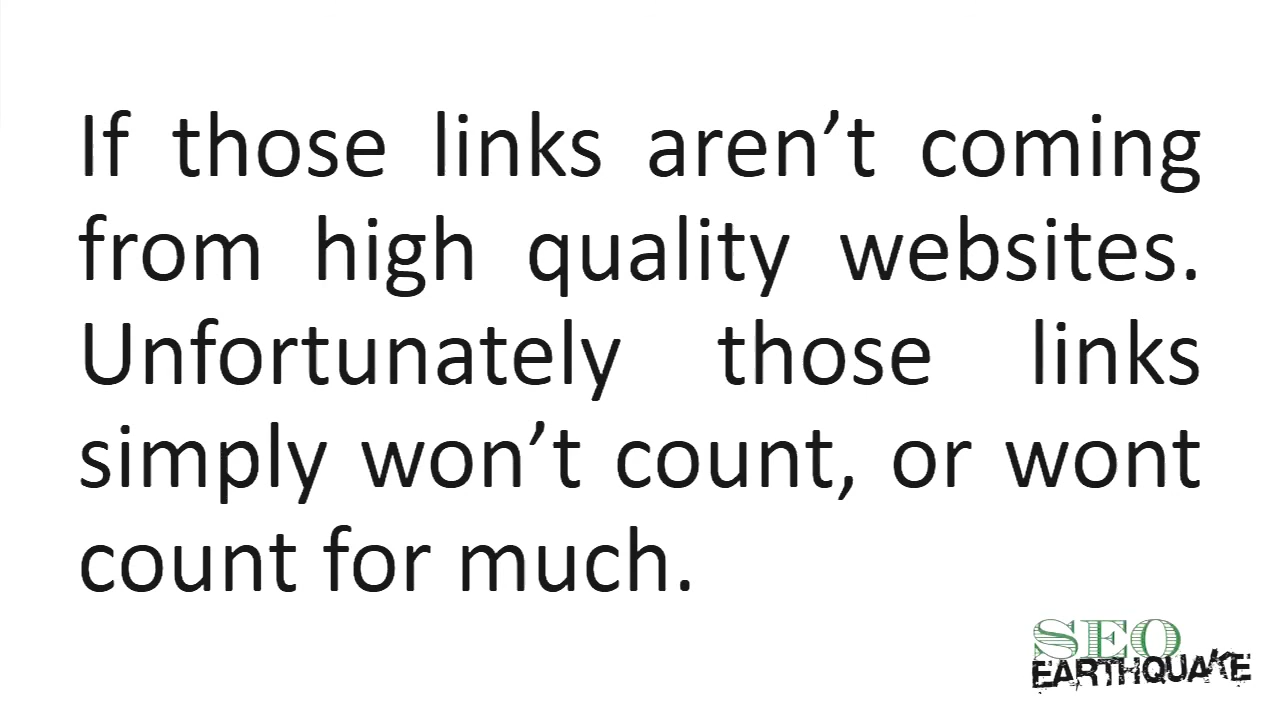 If those links aren’t coming
from high quality websites.
Unfortunately those links
simply won’t count, or wont
count for much.
SEO
EARTHQUAKE